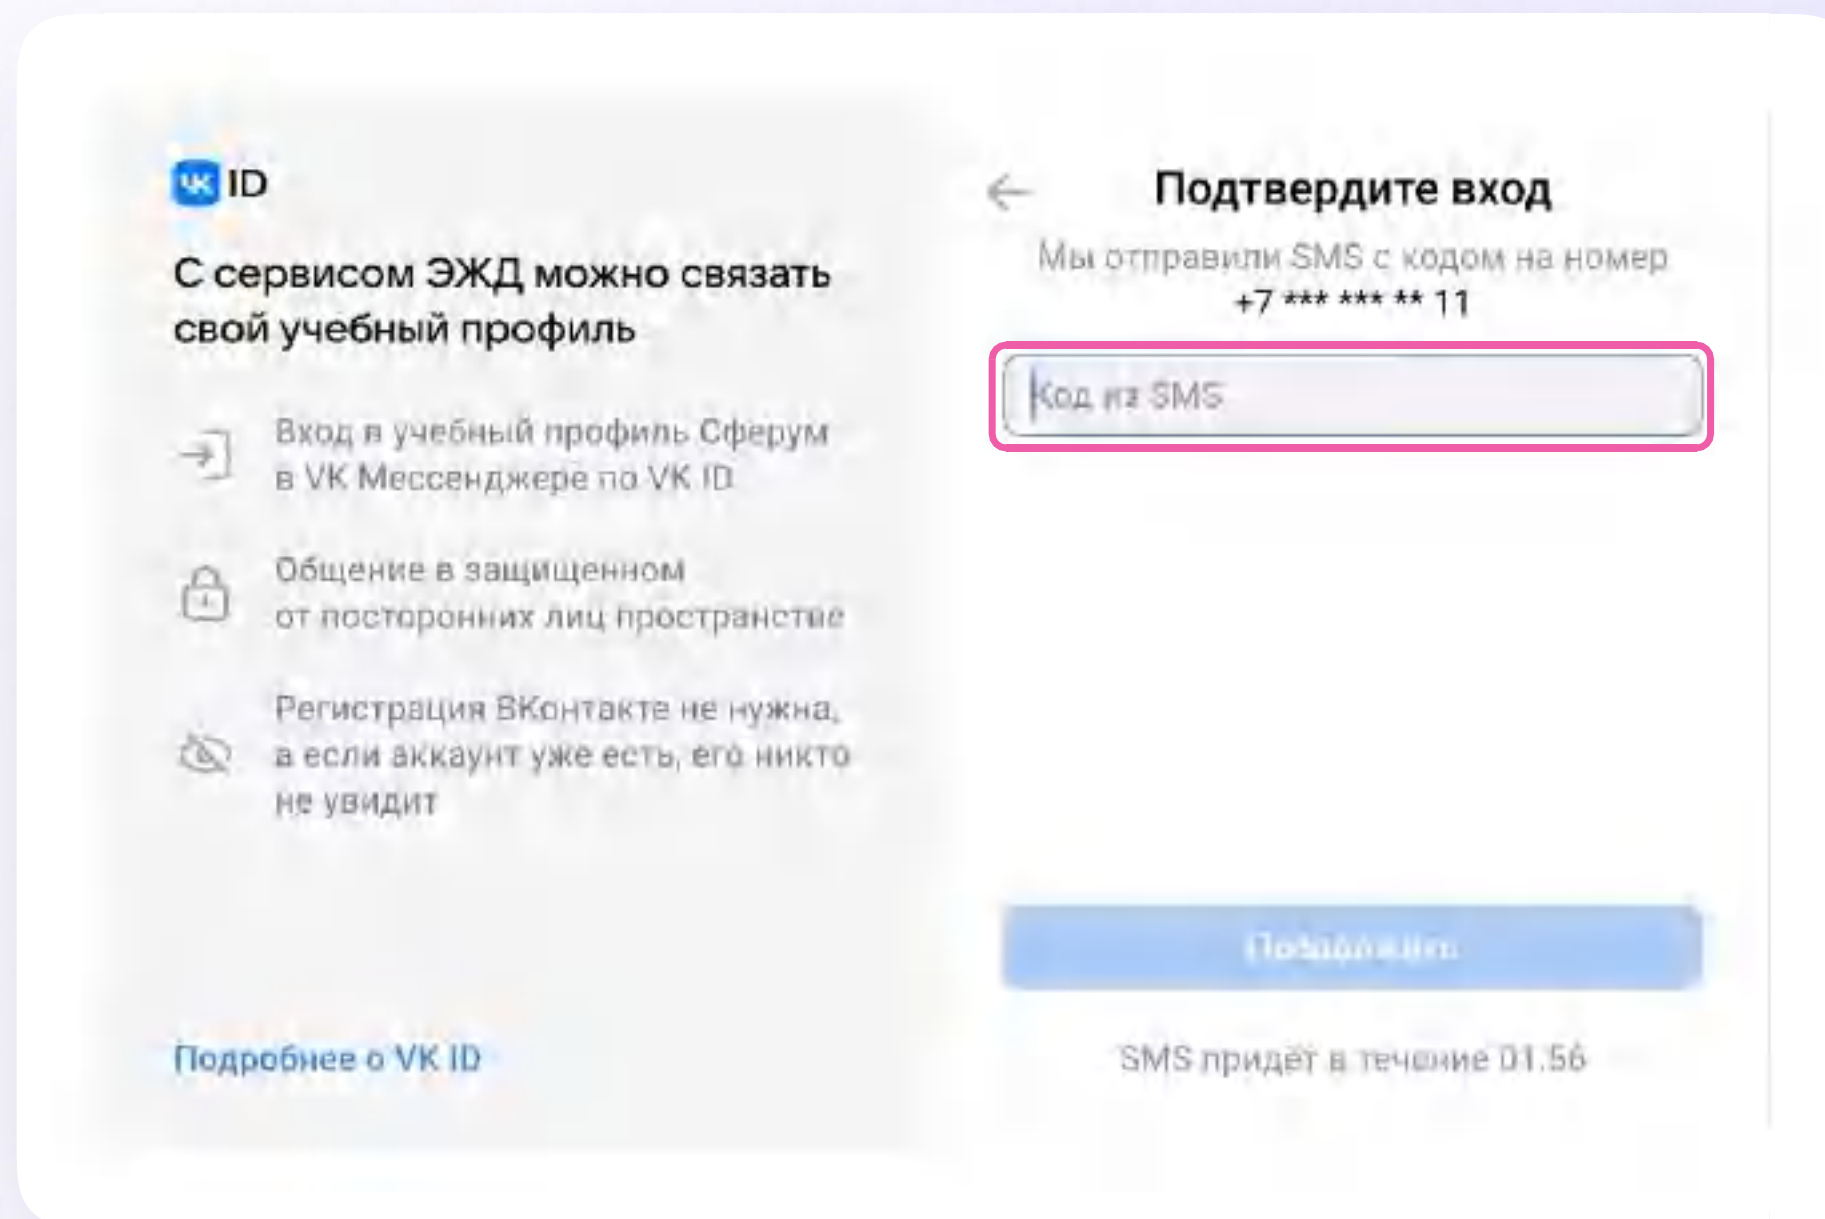 VK ID
С сервисом ЭЖД можно связать
свой учебный профиль
Вход в учебный профиль Сферум
в VK Мессенджере по VK ID
Общение в защищенном
от посторонних лиц пространстве
Регистрация ВКонтакте не нужна,
а если аккаунт уже есть, его никто
не увидит
Подробнее о VK ID
Подтвердите вход
Мы отправили SMS с кодом на номер
+7 *** *** ** 11
Код из SMS
Продолжить
SMS придёт в течение 01:56